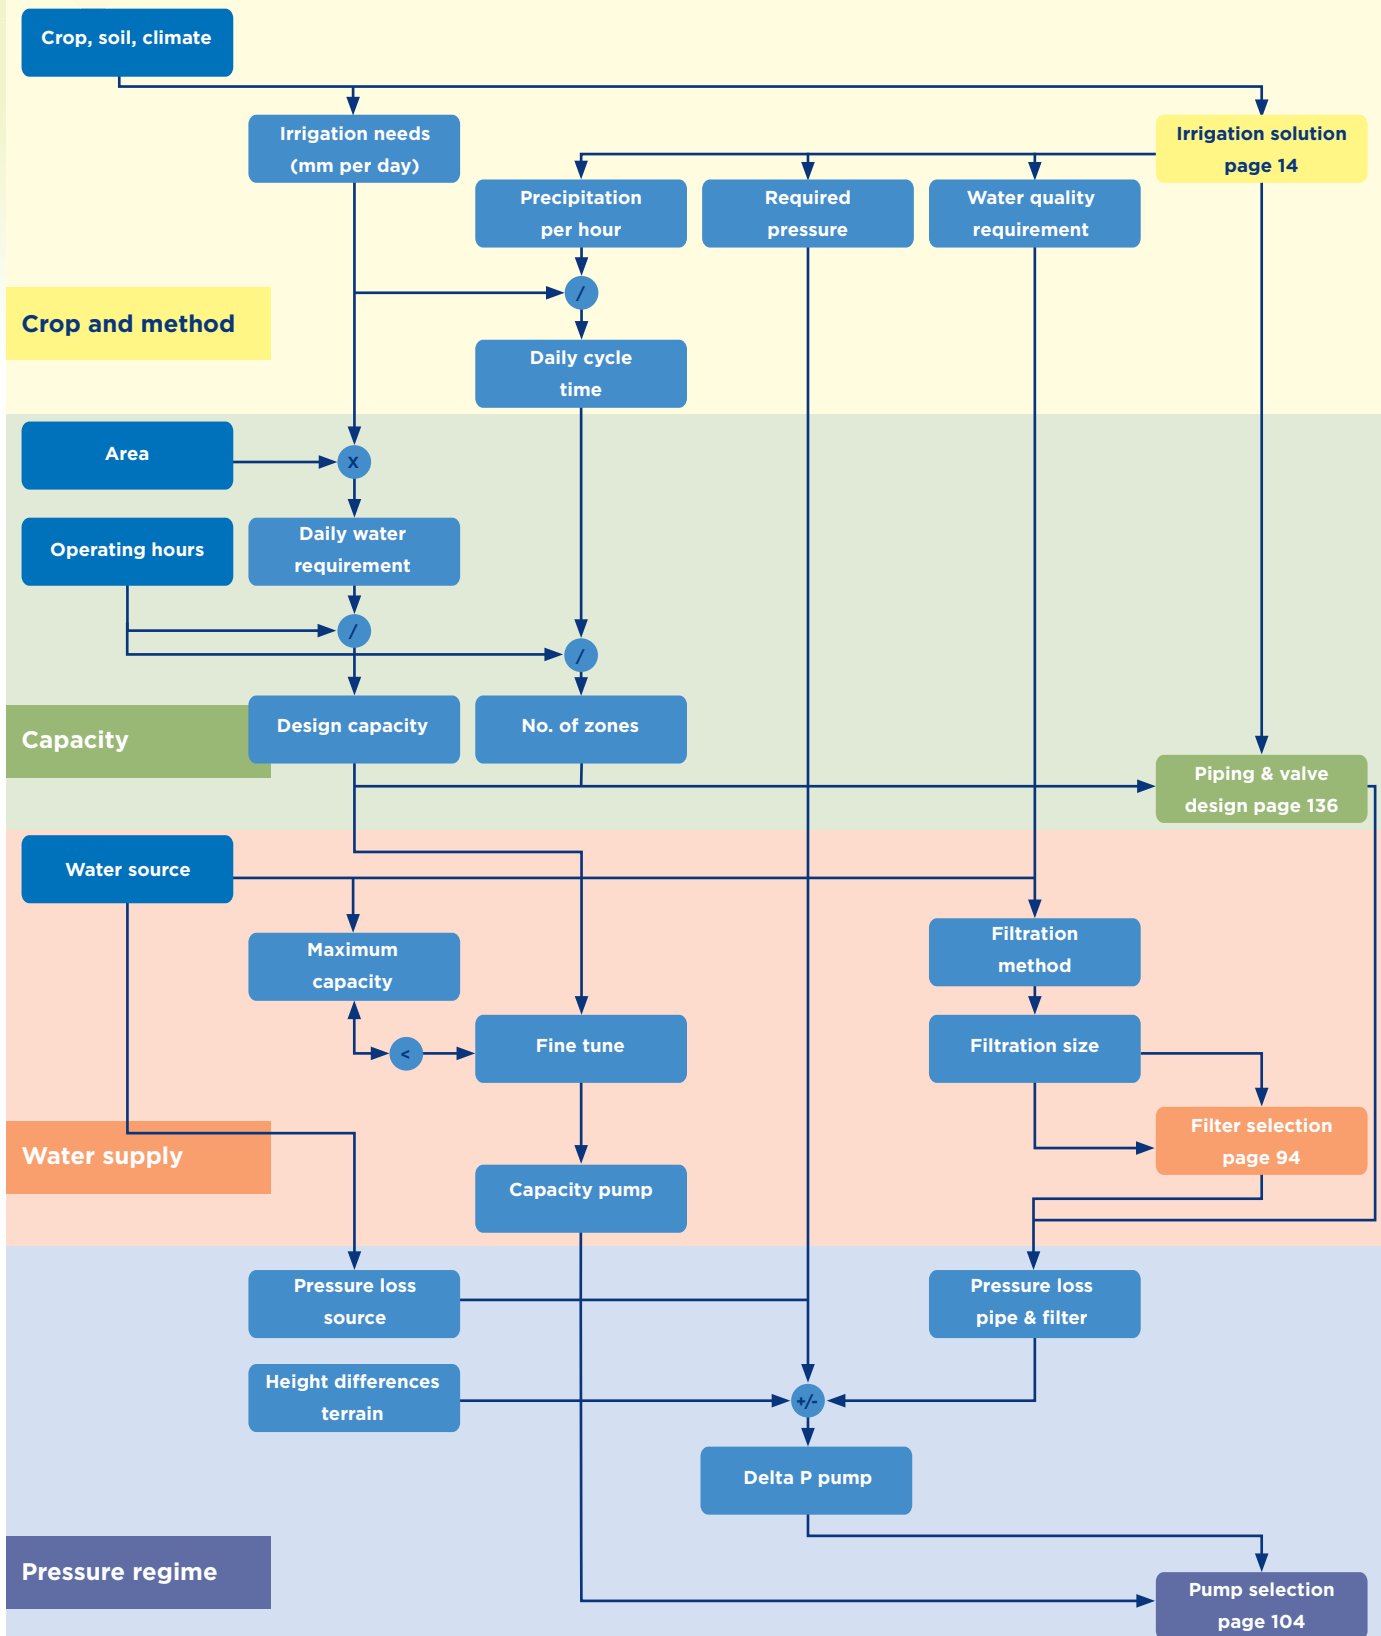 Crop, soil, climate
Irrigation needs
(mm per day)
Irrigation solution
page 14
Precipitation
per hour
Required
pressure
Water quality
requirement
/
Crop and method
Daily cycle
time
Area
X
Operating hours
Daily water
requirement
/
/
Capacity
Design capacity
No. of zones
Piping & valve
design page 136
Water source
Maximum
capacity
Filtration
method
<
Fine tune
Filtration size
Water supply
Filter selection
page 94
Capacity pump
Pressure loss
source
Pressure loss
pipe & filter
Height differences
terrain
+/-
Delta P pump
Pressure regime
Pump selection
page 104